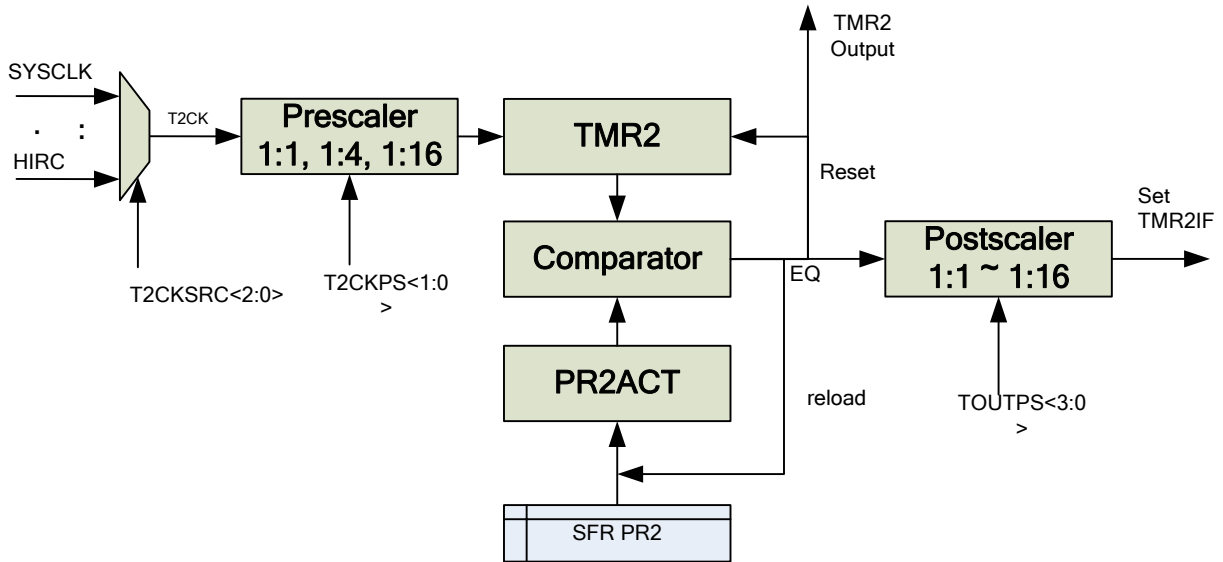 TMR2
Output
SYSCLK
. :
HIRC
T2CK
Prescaler
1:1, 1:4, 1:16
TMR2
Reset
Set
TMR2IF
T2CKSRC<2:0>
T2CKPS<1:0
>
Comparator
EQ
Postscaler
1:1 ~ 1:16
PR2ACT
reload
TOUTPS<3:0
>
SFR PR2